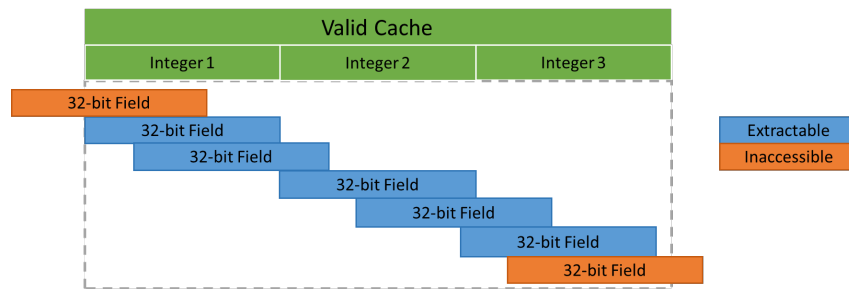 Valid Cache
Integer 1 Integer 2 Integer 3
32-bit Field
32-bit Field
32-bit Field
32-bit Field
32-bit Field
32-bit Field
32-bit Field
Extractable
Inaccessible